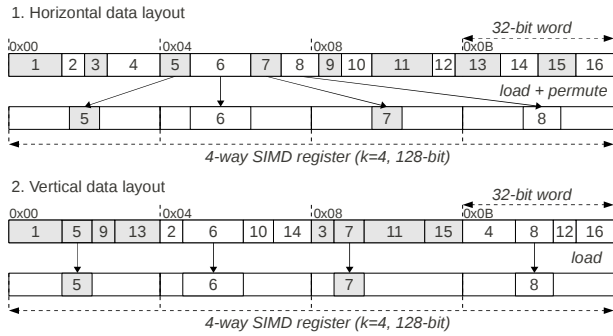 1. Horizontal data layout
32-bit word
0x00 0x04 0x08 0x0B
1 2 3 4 5 6 7 8 9 10 11 12 13 14 15 16
load + permute
5 6 7 8
4-way SIMD register (k=4, 128-bit)
2. Vertical data layout
32-bit word
0x00 0x04 0x08 0x0B
1 5 9 13 2 6 10 14 3 7 11 15 4 8 12 16
load
5 6 7 8
4-way SIMD register (k=4, 128-bit)